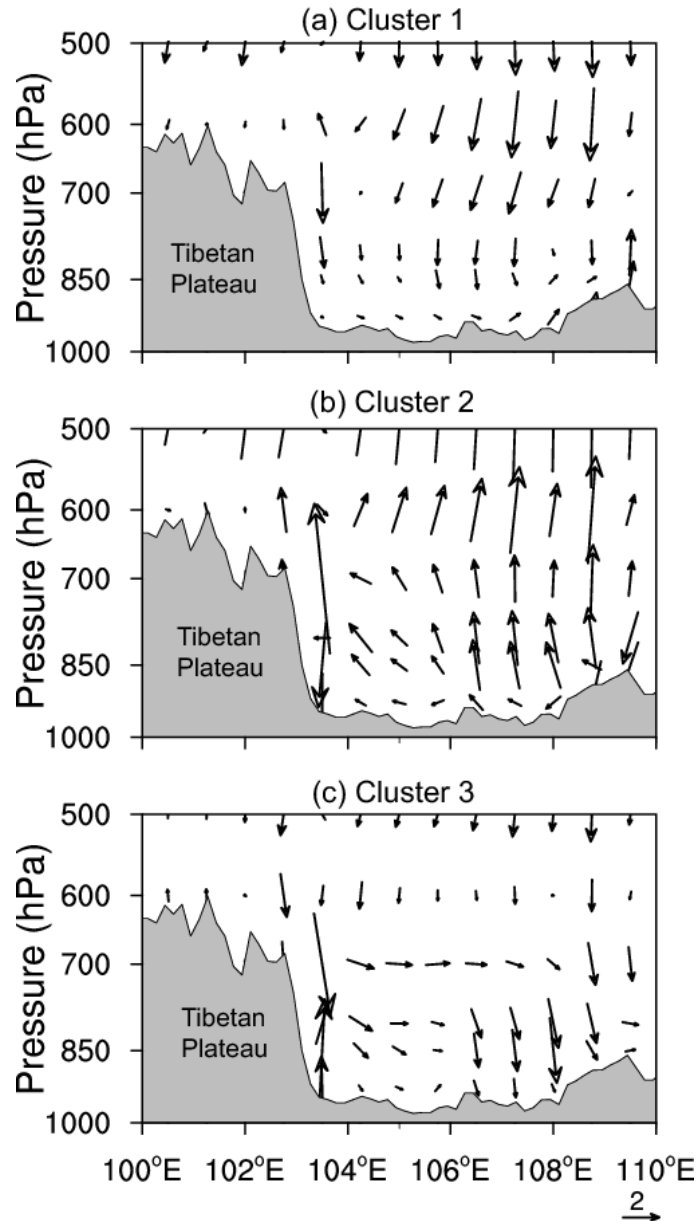 (a) Cluster 1
500
600
700
850
1000
Pressure (hPa)
Tibetan
Plateau
(b) Cluster 2
500
600
700
850
1000
Pressure (hPa)
Tibetan
Plateau
(c) Cluster 3
500
600
700
850
1000
Pressure (hPa)
Tibetan
Plateau
100°E 102°E 104°E 106°E 108°E 110°E
2